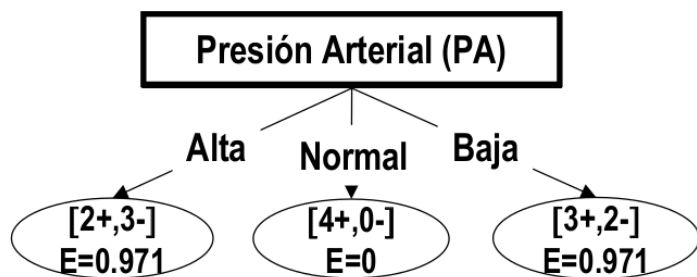 Presión Arterial (PA)
Alta
Normal
Baja
[2+,3-]
E=0.971
[4+,0-]
E=0
[3+,2-]
E=0.971